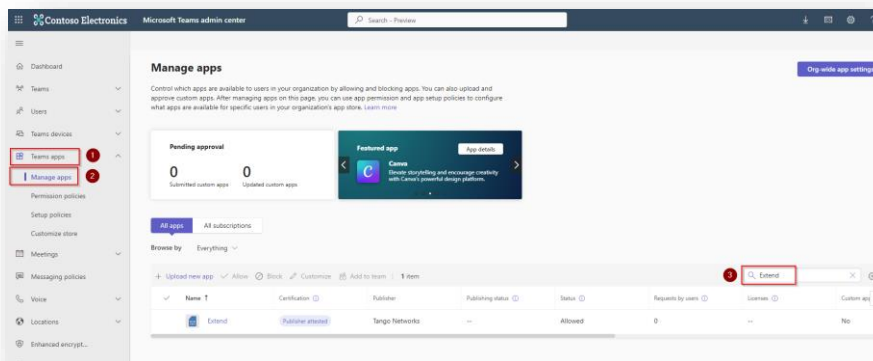 Contoso Electronics
Microsoft Teams admin center
Search - Preview
Dashboard
Teams
Users
Teams devices
Teams apps
1
Manage apps
2
Permission policies
Setup policies
Customize store
Meetings
Messaging policies
Voice
Locations
Enhanced encrypt...
Manage apps
Org-wide app settings
Control which apps are available to users in your organization by allowing and blocking apps. You can also upload and
approve custom apps. After managing apps on this page, you can use app permission and app setup policies to configure
what apps are available for specific users in your organization's app store. Learn more
Pending approval
0
Submitted custom apps
0
Updated custom apps
Featured app
App details
C
Canva
Elevate storytelling and encourage creativity
with Canva's powerful design platform.
All apps
All subscriptions
Browse by Everything
+ Upload new app Allow Block Customize Add to team 1 item
3
Extend
Name ↑ Certification Publisher Publishing status Status Requests by users Licenses Custom app
Extend Publisher attested Tango Networks -- Allowed 0 -- No